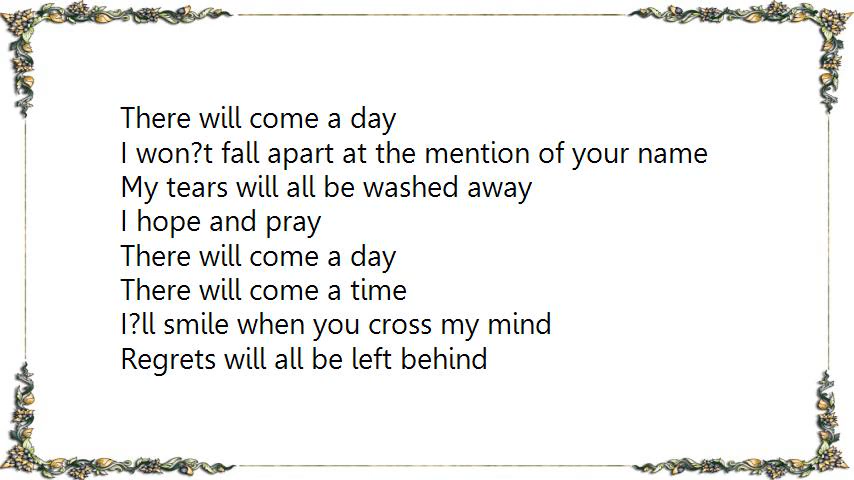 There will come a day
I won?t fall apart at the mention of your name
My tears will all be washed away
I hope and pray
There will come a day
There will come a time
I?ll smile when you cross my mind
Regrets will all be left behind